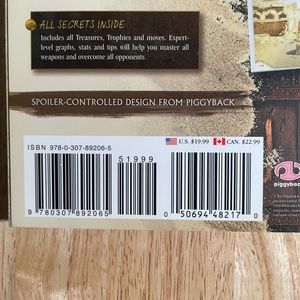 ALL SECRETS INSIDE
Includes all Treasures, Trophies and moves. Expert-
level graphs, stats and tips will help you master all
weapons and overcome all opponents.
SPOILER-CONTROLLED DESIGN FROM PIGGYBACK
ISBN 978-0-307-89206-5
U.S. $19.99 CAN. $22.99
51999
9 780307 892065
0 50694 48217 0
piggyback